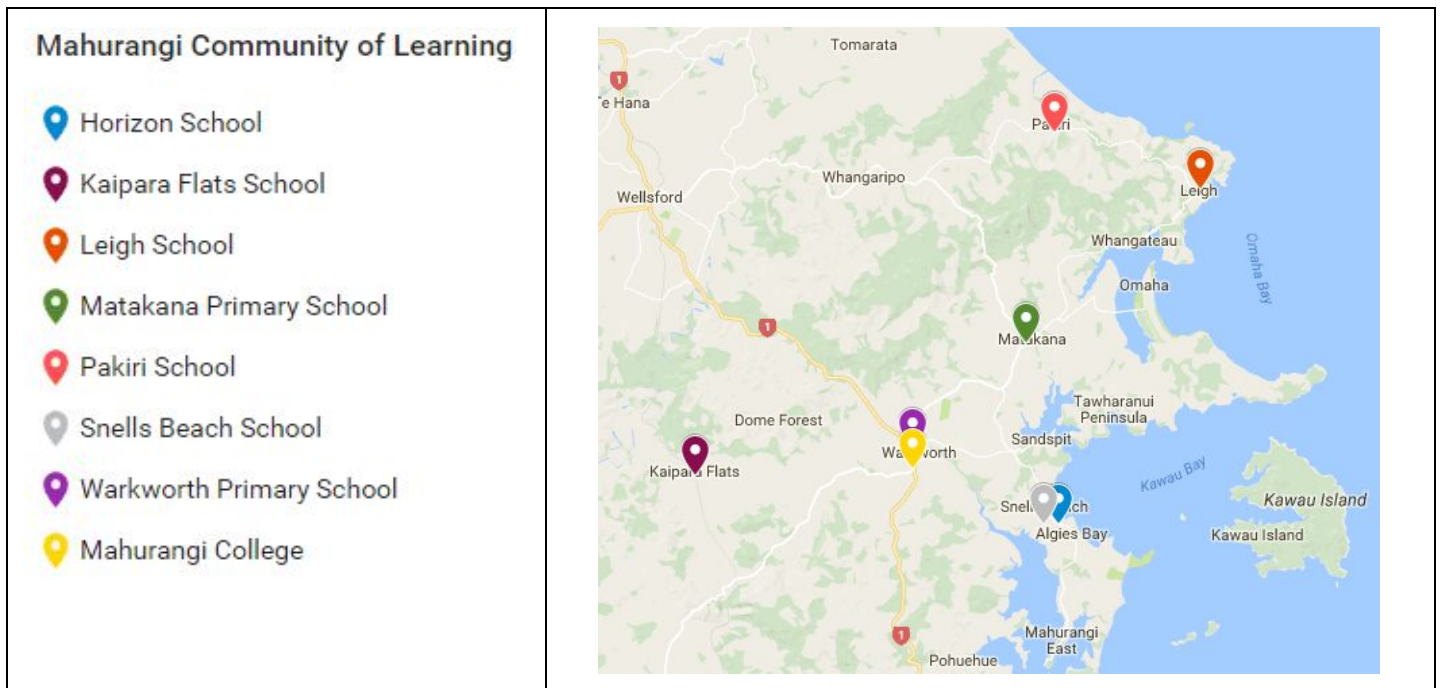 Mahurangi Community of Learning
Horizon School
Kaipara Flats School
Leigh School
Matakana Primary School
Pakiri School
Snells Beach School
Warkworth Primary School
Mahurangi College
Tomarata
1
e Hana
Pakiri
Whangaripo
Leigh
Wellsford
Whangateau
Omaha Bay
Omaha
1
Matakana
Tawharanui
Peninsula
Dome Forest
Sandspit
Warkworth
Kaipara Flats
Kawau Bay
Kawau Island
Snells Beach
Algies Bay
Kawau Island
1
Mahurangi
East
Pohuehue